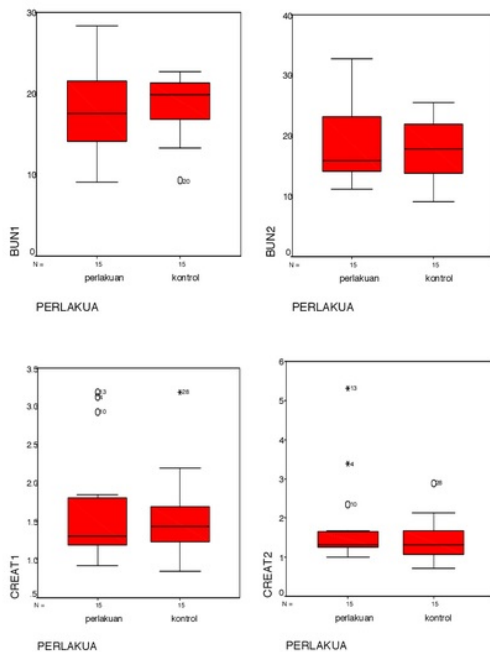 30
20
10
0
BUN1
20
N =
15
15
perlakuan
kontrol
PERLAKUA
40
30
20
10
0
BUN2
N =
15
15
perlakuan
kontrol
PERLAKUA
3.5
3.0
2.5
2.0
1.5
1.0
.5
CREAT1
13
10
28
N =
15
15
perlakuan
kontrol
PERLAKUA
6
5
4
3
2
1
0
CREAT2
13
4
10
28
N =
15
15
perlakuan
kontrol
PERLAKUA